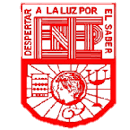 DESPERTAR A LA LUZ POR EL SABER
ENP